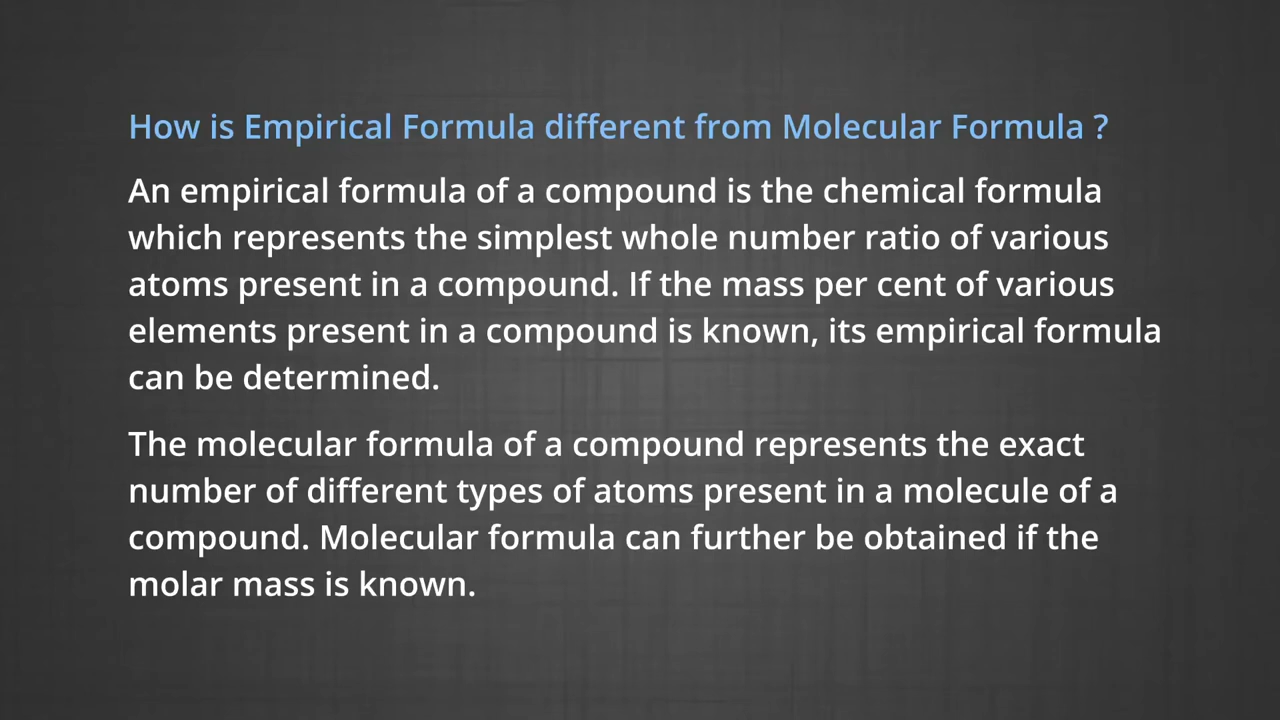 How is Empirical Formula different from Molecular Formula ?
An empirical formula of a compound is the chemical formula
which represents the simplest whole number ratio of various
atoms present in a compound. If the mass per cent of various
elements present in a compound is known, its empirical formula
can be determined.
The molecular formula of a compound represents the exact
number of different types of atoms present in a molecule of a
compound. Molecular formula can further be obtained if the
molar mass is known.